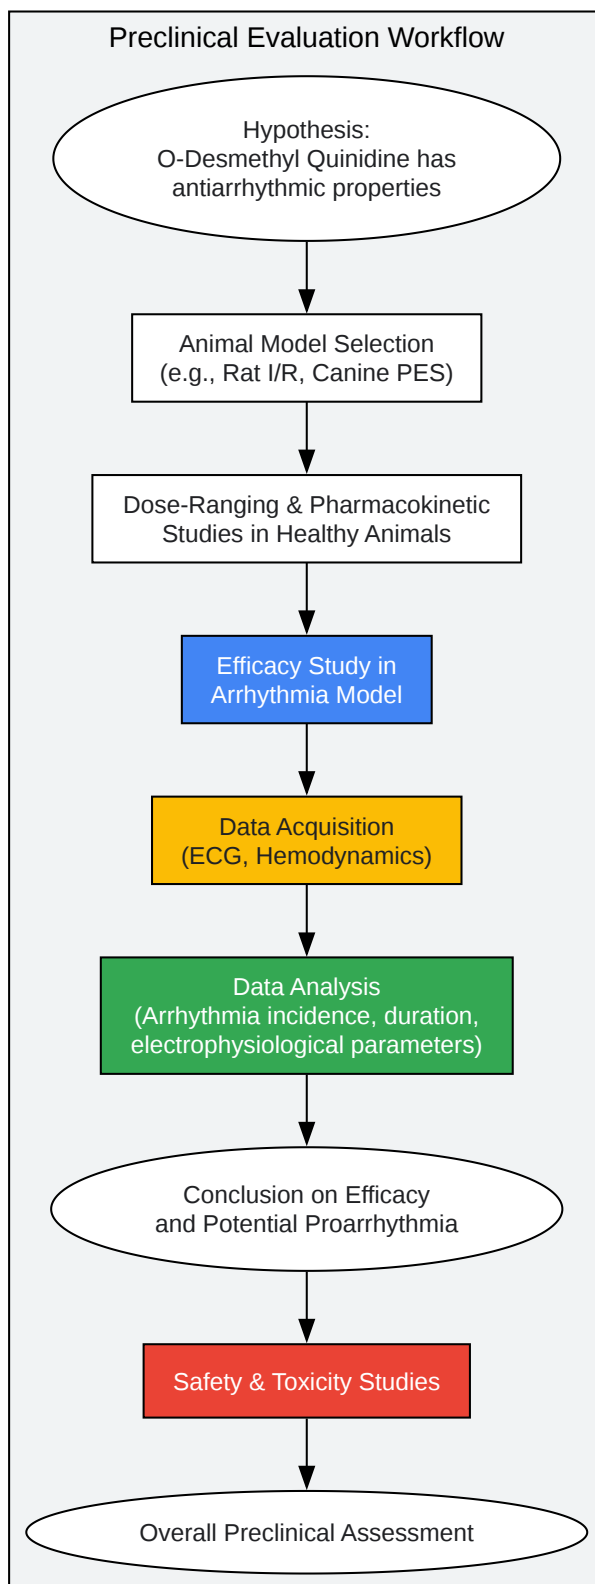 Preclinical Evaluation Workflow
Hypothesis:
O-Desmethyl Quinidine has
antiarrhythmic properties
Animal Model Selection
(e.g., Rat I/R, Canine PES)
Dose-Ranging & Pharmacokinetic
Studies in Healthy Animals
Efficacy Study in
Arrhythmia Model
Data Acquisition
(ECG, Hemodynamics)
Data Analysis
(Arrhythmia incidence, duration,
electrophysiological parameters)
Conclusion on Efficacy
and Potential Proarrhythmia
Safety & Toxicity Studies
Overall Preclinical Assessment